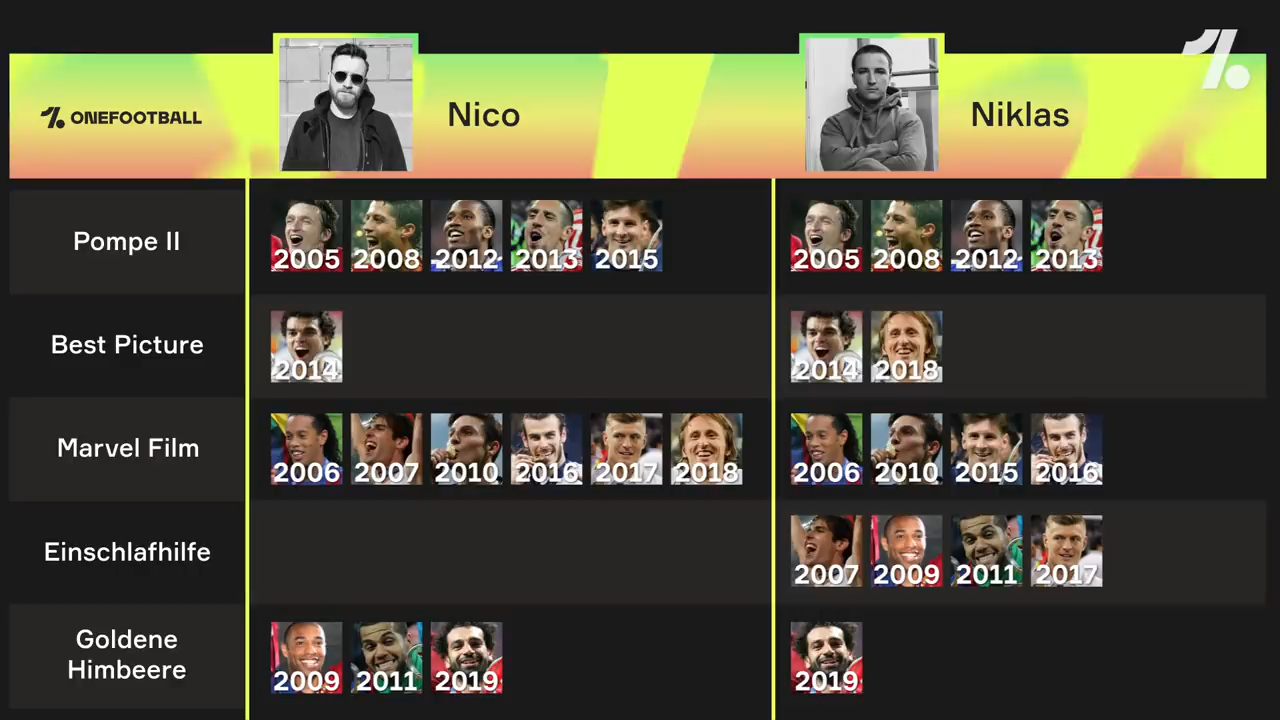 ONEFOOTBALL
Nico
Niklas
Pompe II
2005 2008 2012 2013 2015
2005 2008 2012 2013
Best Picture
2014
2014 2018
Marvel Film
2006 2007 2010 2016 2017 2018
2006 2010 2015 2016
Einschlafhilfe
2007 2009 2011 2017
Goldene
Himbeere
2009 2011 2019
2019